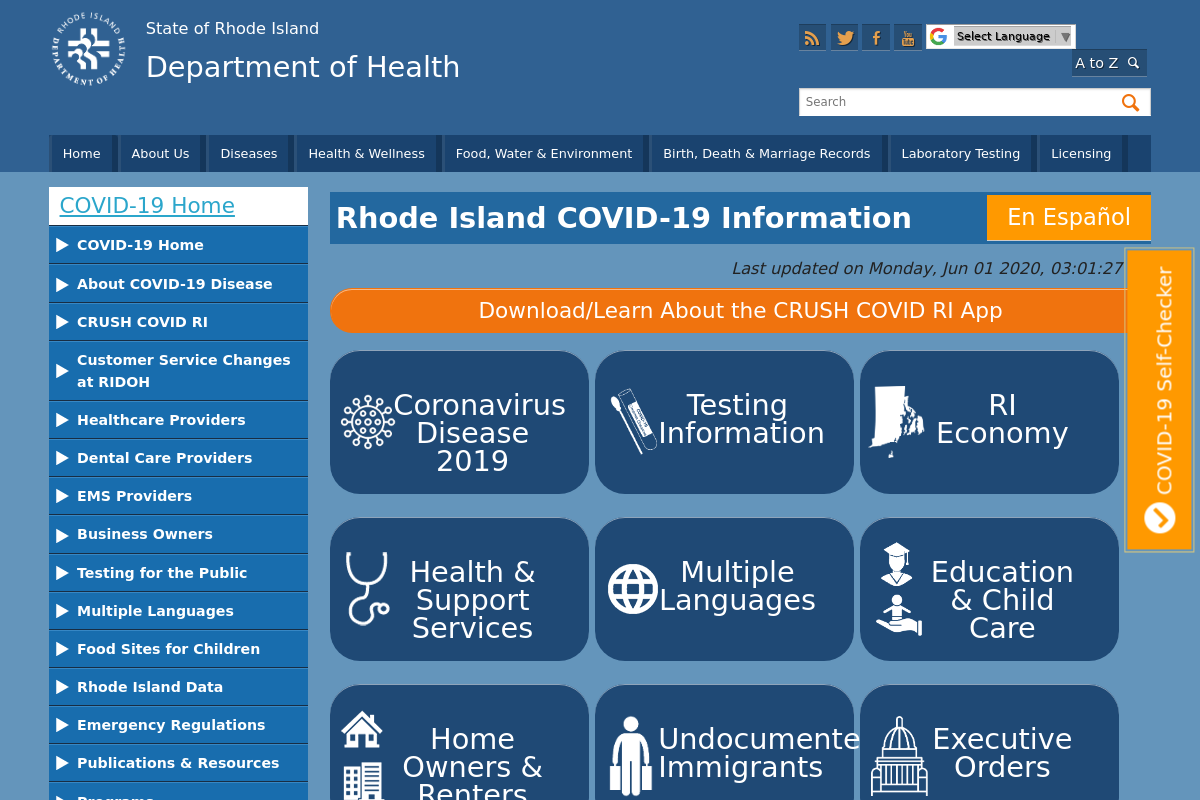 RHODE ISLAND
DEPARTMENT OF HEALTH
State of Rhode Island
Department of Health
You
Tube
Select Language
A to Z
Search
Home
About Us
Diseases
Health & Wellness
Food, Water & Environment
Birth, Death & Marriage Records
Laboratory Testing
Licensing
COVID-19 Home
COVID-19 Home
About COVID-19 Disease
CRUSH COVID RI
Customer Service Changes
at RIDOH
Healthcare Providers
Dental Care Providers
EMS Providers
Business Owners
Testing for the Public
Multiple Languages
Food Sites for Children
Rhode Island Data
Emergency Regulations
Publications & Resources
Programs
Rhode Island COVID-19 Information
En Español
Last updated on Monday, Jun 01 2020, 03:01:27
Download/Learn About the CRUSH COVID RI App
COVID-19 Self-Checker
Coronavirus
Disease
2019
Testing
Information
RI
Economy
Health &
Support
Services
Multiple
Languages
Education
& Child
Care
Home
Owners &
Renters
Undocumente
Immigrants
Executive
Orders